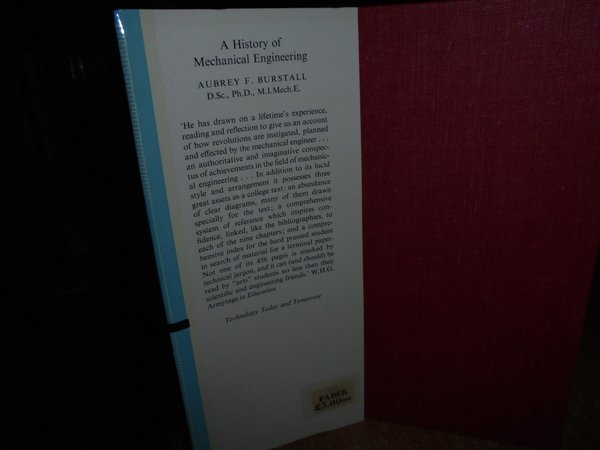 A History of
Mechanical Engineering
AUBREY F. BURSTALL
D.Sc., Ph.D., M.I.Mech.E.
'He has drawn on a lifetime's experience,
reading and reflection to give us an account
of how revolutions are instigated, planned
and effected by the mechanical engineer . . .
an authoritative and imaginative conspec-
tus of achievements in the field of mechanic-
al engineering . . . In addition to its lucid
style and arrangement it possesses three
great assets as a college text; an abundance
of clear diagrams, many of them drawn
specially for the text; a comprehensive
system of reference which inspires con-
fidence, linked, like the bibliographies, to
each of the nine chapters; and a compre-
hensive index for the hard pressed student
in search of material for a terminal paper.
Not one of its 456 pages is masked by
technical jargon, and it can (and should) be
read by "arts" students no less than their
scientific and engineering friends.' W.H.G.
Armytage in Education
Technology Today and Tomorrow
FABER
£3.00